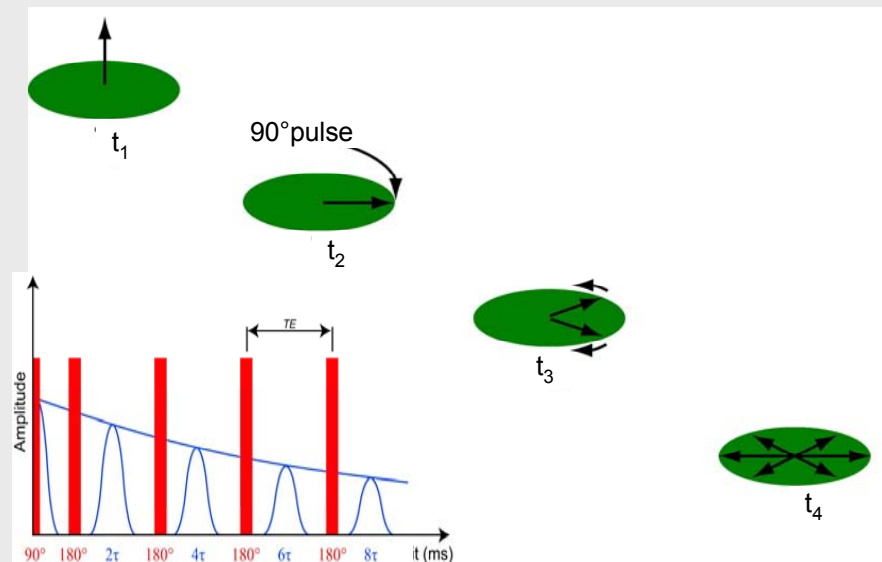 t₁
90°pulse
t₂
t₃
t₄
TE
Amplitude
90° 180° 2τ 180° 4τ 180° 6τ 180° 8τ t (ms)